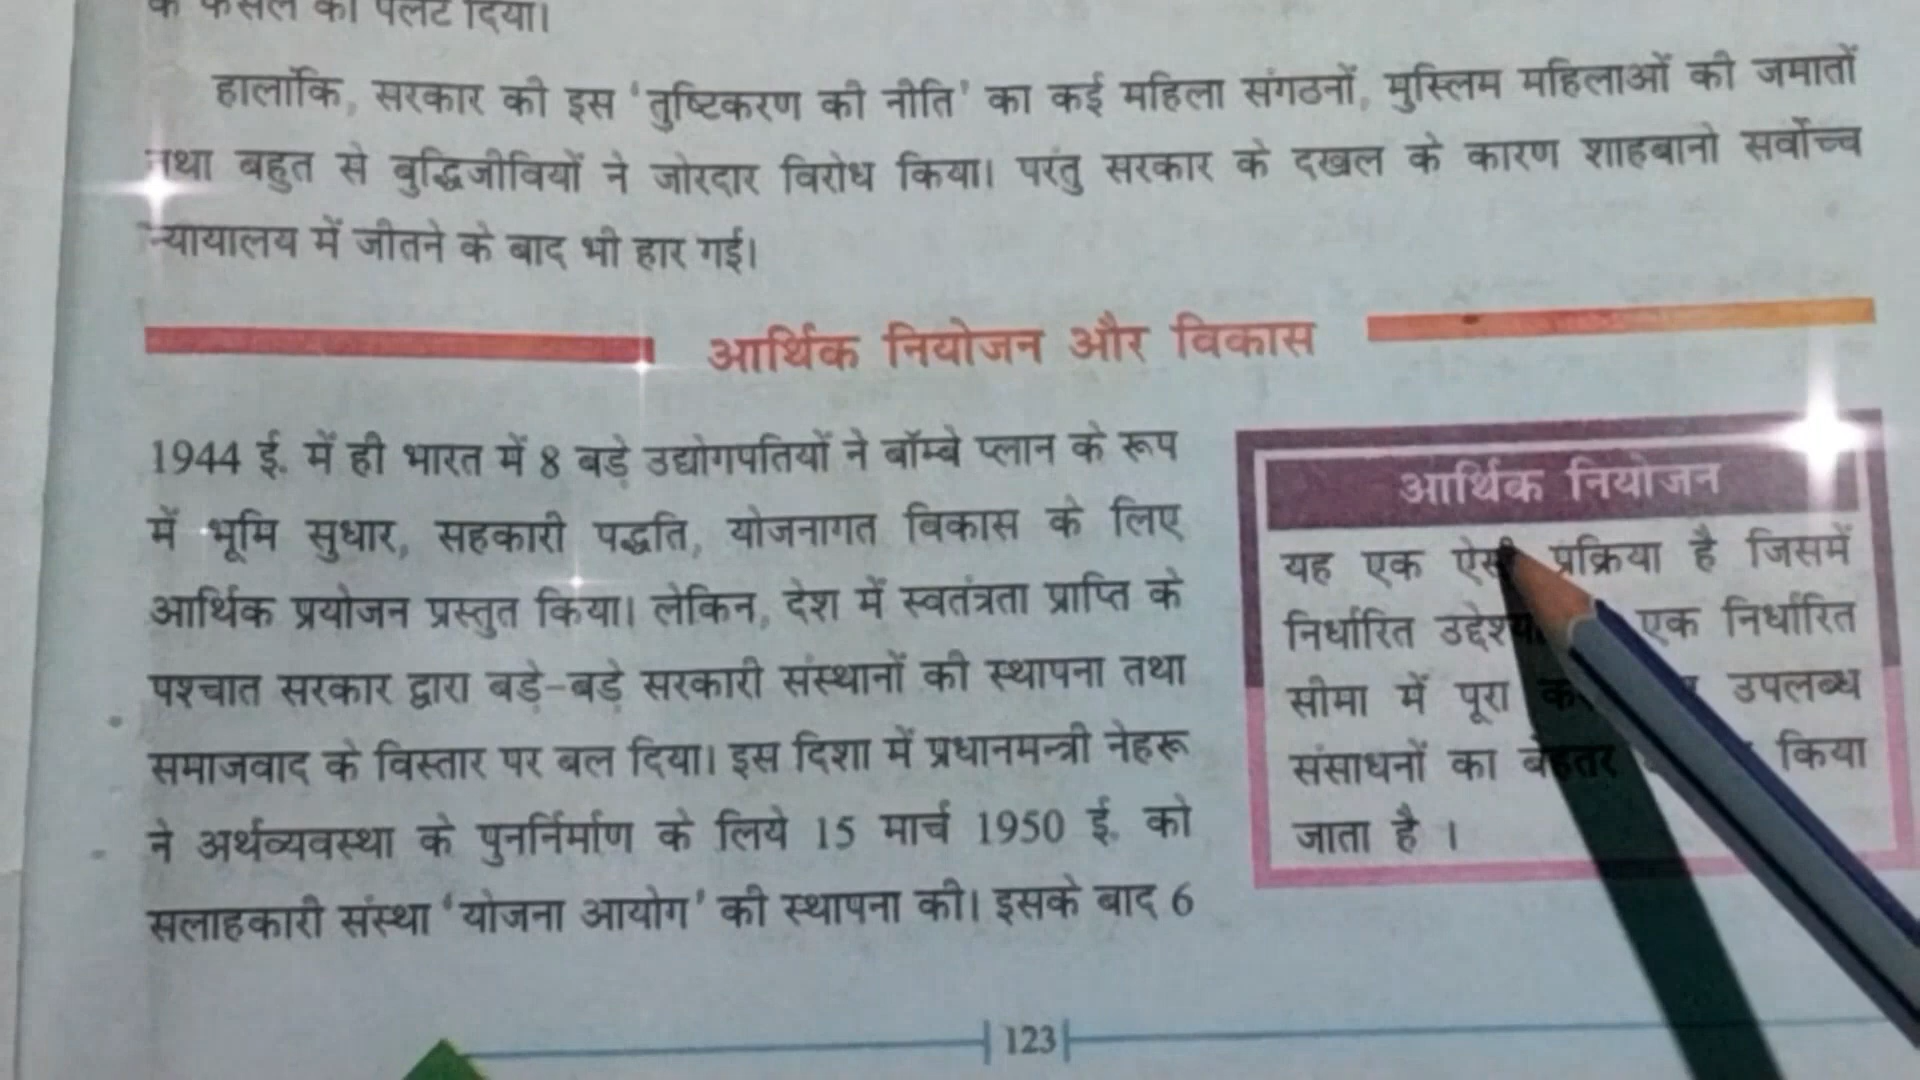 के फैसले को पलट दिया।
हालाँकि, सरकार की इस 'तुष्टिकरण की नीति' का कई महिला संगठनों, मुस्लिम महिलाओं की जमातों
तथा बहुत से बुद्धिजीवियों ने जोरदार विरोध किया। परंतु सरकार के दखल के कारण शाहबानो सर्वोच्च
न्यायालय में जीतने के बाद भी हार गई।
आर्थिक नियोजन और विकास
1944 ई. में ही भारत में 8 बड़े उद्योगपतियों ने बॉम्बे प्लान के रूप
में भूमि सुधार, सहकारी पद्धति, योजनागत विकास के लिए
आर्थिक प्रयोजन प्रस्तुत किया। लेकिन, देश में स्वतंत्रता प्राप्ति के
पश्चात सरकार द्वारा बड़े-बड़े सरकारी संस्थानों की स्थापना तथा
समाजवाद के विस्तार पर बल दिया। इस दिशा में प्रधानमन्त्री नेहरू
ने अर्थव्यवस्था के पुनर्निर्माण के लिये 15 मार्च 1950 ई. को
सलाहकारी संस्था 'योजना आयोग' की स्थापना की। इसके बाद 6
आर्थिक नियोजन
यह एक ऐसी प्रक्रिया है जिसमें
निर्धारित एक निर्धारित
सीमा में पूरा उपलब्ध
संसाधनों का बेहतर किया
जाता है ।
123